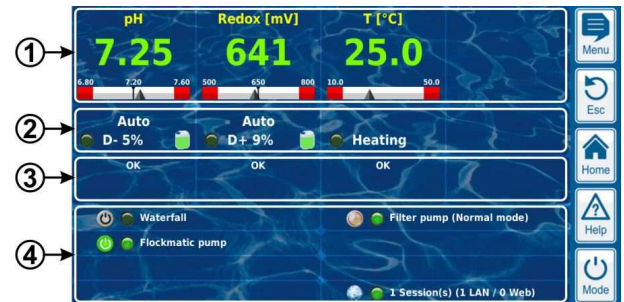 pH Redox [mV] T [°C]
① 7.25 641 25.0
6.80 7.20 7.60 500 650 800 10.0 50.0
② Auto Auto
D- 5% D+ 9% Heating
③ OK OK OK
④ Waterfall Filter pump (Normal mode)
Flockmatic pump
1 Session(s) (1 LAN / 0 Web)
Menu
Esc
Home
Help
Mode